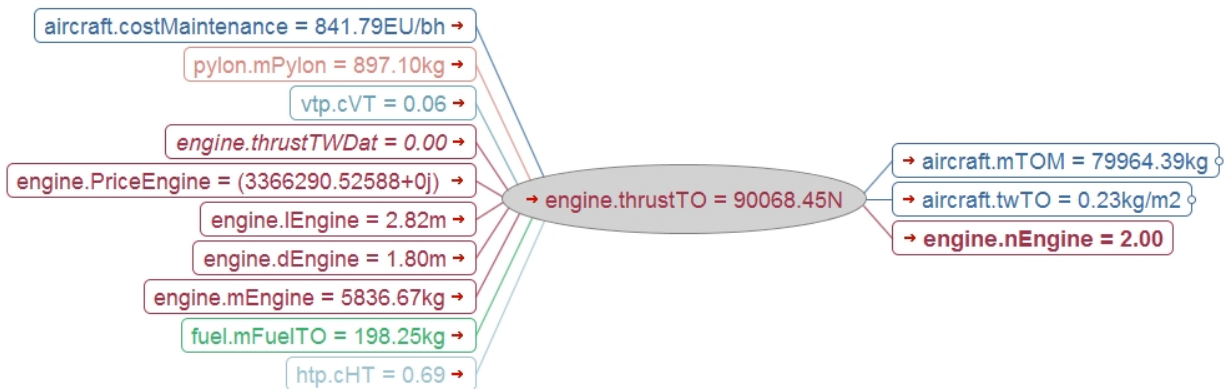 aircraft.costMaintenance = 841.79EU/bh →
pylon.mPylon = 897.10kg →
vtp.cVT = 0.06 →
engine.thrustTWDat = 0.00 →
engine.PriceEngine = (3366290.52588+0j) →
engine.lEngine = 2.82m →
engine.dEngine = 1.80m →
engine.mEngine = 5836.67kg →
fuel.mFuelTO = 198.25kg →
htp.cHT = 0.69 →
→ engine.thrustTO = 90068.45N
→ aircraft.mTOM = 79964.39kg
→ aircraft.twTO = 0.23kg/m2
→ engine.nEngine = 2.00